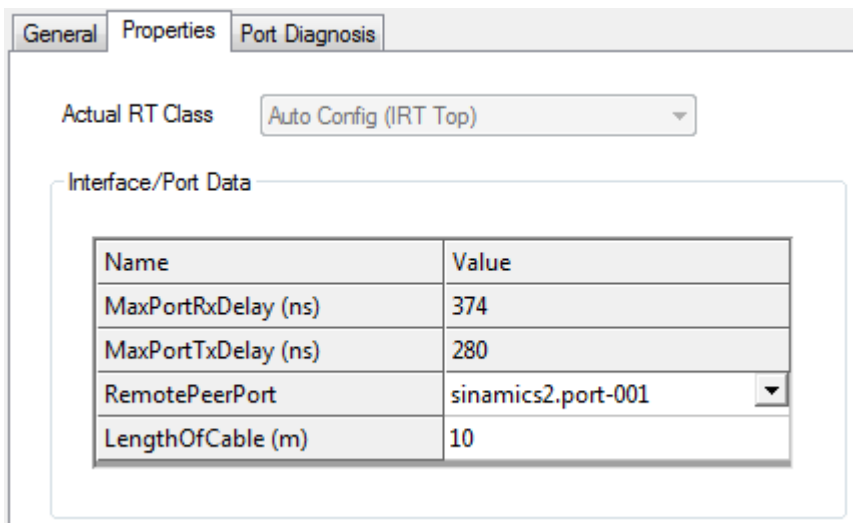 General Properties Port Diagnosis
Actual RT Class Auto Config (IRT Top)
Interface/Port Data
Name Value
MaxPortRxDelay (ns) 374
MaxPortTxDelay (ns) 280
RemotePeerPort sinamics2.port-001
LengthOfCable (m) 10